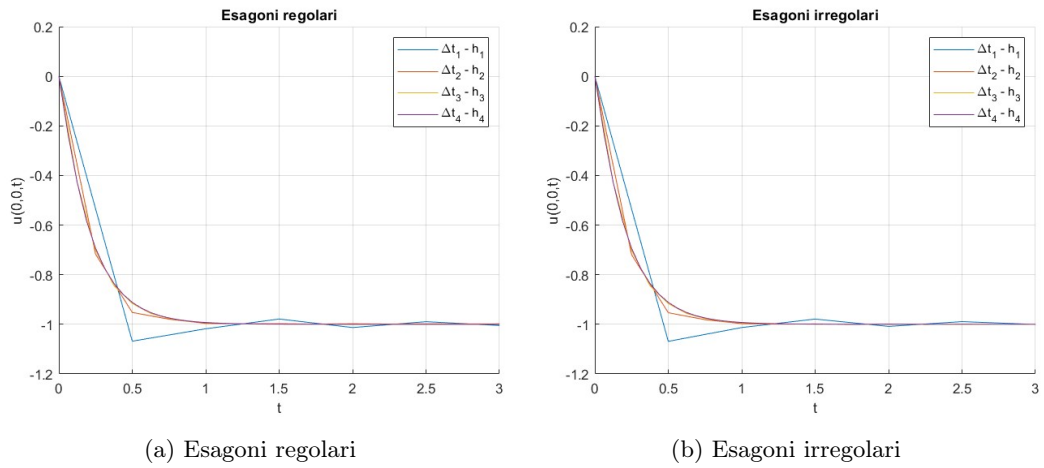 Esagoni regolari
0.2
0
-0.2
-0.4
-0.6
-0.8
-1
-1.2
u(0,0,t)
Δt₁ - h₁
Δt₂ - h₂
Δt₃ - h₃
Δt₄ - h₄
0 0.5 1 1.5 2 2.5 3
t
(a) Esagoni regolari
Esagoni irregolari
0.2
0
-0.2
-0.4
-0.6
-0.8
-1
-1.2
u(0,0,t)
Δt₁ - h₁
Δt₂ - h₂
Δt₃ - h₃
Δt₄ - h₄
0 0.5 1 1.5 2 2.5 3
t
(b) Esagoni irregolari